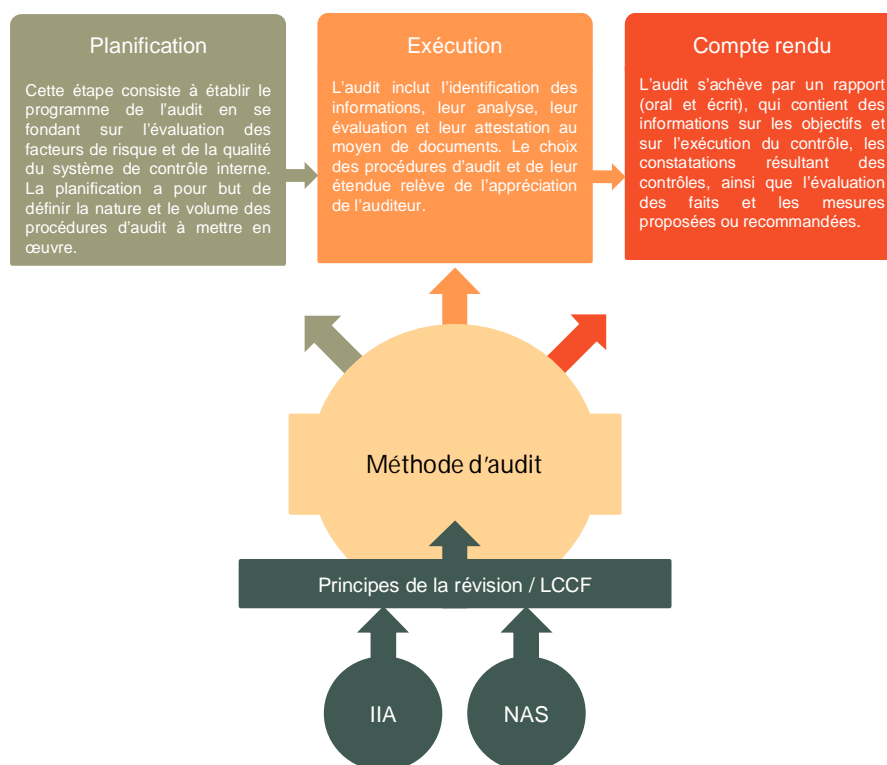 Planification
Cette étape consiste à établir le
programme de l'audit en se
fondant sur l'évaluation des
facteurs de risque et de la qualité
du système de contrôle interne.
La planification a pour but de
définir la nature et le volume des
procédures d'audit à mettre en
œuvre.
Exécution
L'audit inclut l'identification des
informations, leur analyse, leur
évaluation et leur attestation au
moyen de documents. Le choix
des procédures d'audit et de leur
étendue relève de l'appréciation
de l'auditeur.
Compte rendu
L'audit s'achève par un rapport
(oral et écrit), qui contient des
informations sur les objectifs et
sur l'exécution du contrôle, les
constatations résultant des
contrôles, ainsi que l'évaluation
des faits et les mesures
proposées ou recommandées.
Méthode d'audit
Principes de la révision / LCCF
IIA
NAS